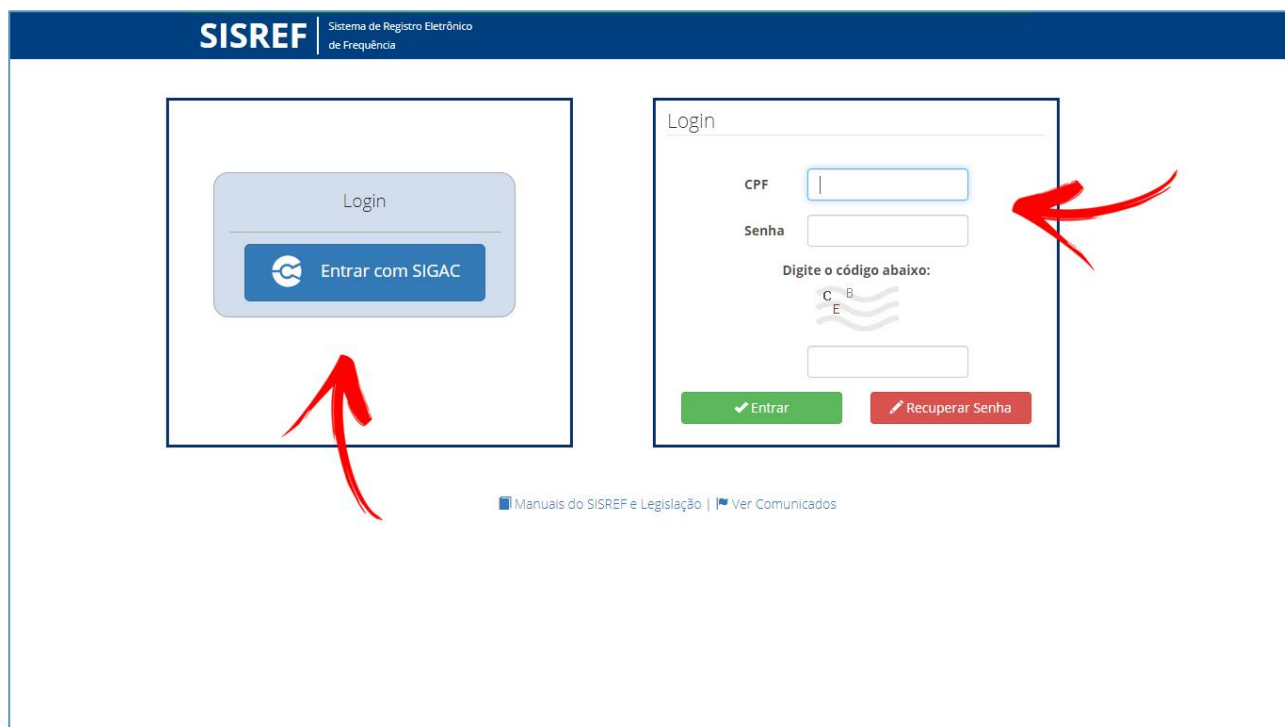 SISREF
Sistema de Registro Eletrônico
de Frequência
Login
Entrar com SIGAC
Login
CPF
Senha
Digite o código abaixo:
C B
E
Entrar
Recuperar Senha
Manuais do SISREF e Legislação | Ver Comunicados